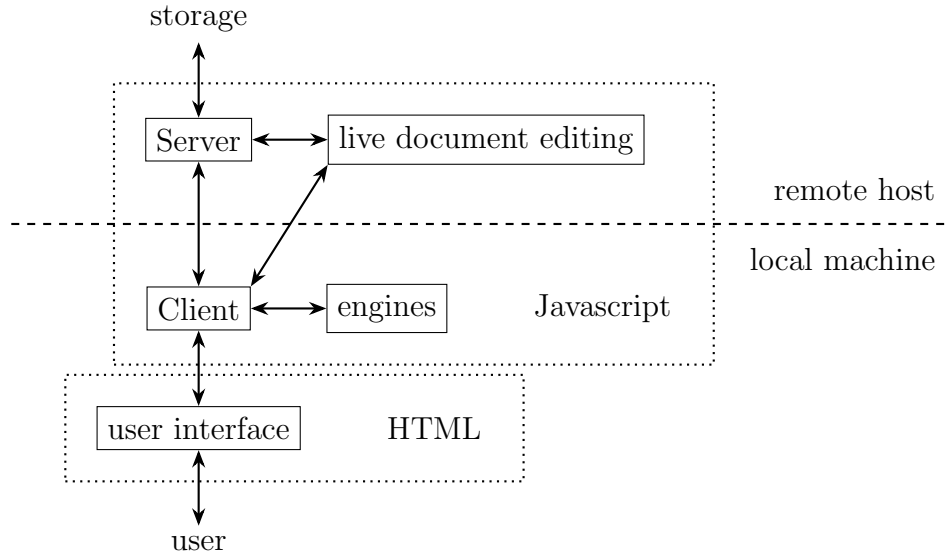 storage
Server
live document editing
remote host
local machine
Client
engines
Javascript
user interface
HTML
user